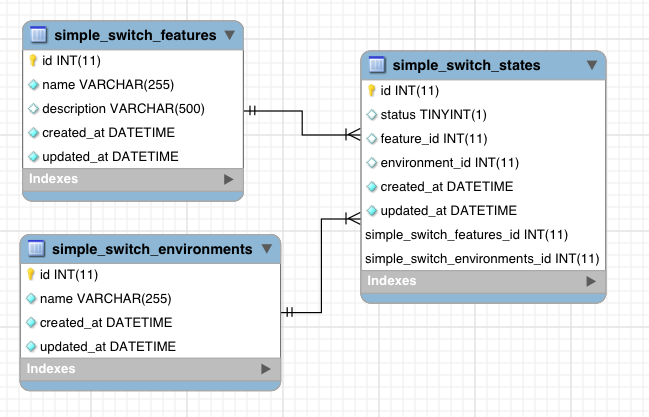 simple_switch_features
id INT(11)
name VARCHAR(255)
description VARCHAR(500)
created_at DATETIME
updated_at DATETIME
Indexes
simple_switch_environments
id INT(11)
name VARCHAR(255)
created_at DATETIME
updated_at DATETIME
Indexes
simple_switch_states
id INT(11)
status TINYINT(1)
feature_id INT(11)
environment_id INT(11)
created_at DATETIME
updated_at DATETIME
simple_switch_features_id INT(11)
simple_switch_environments_id INT(11)
Indexes